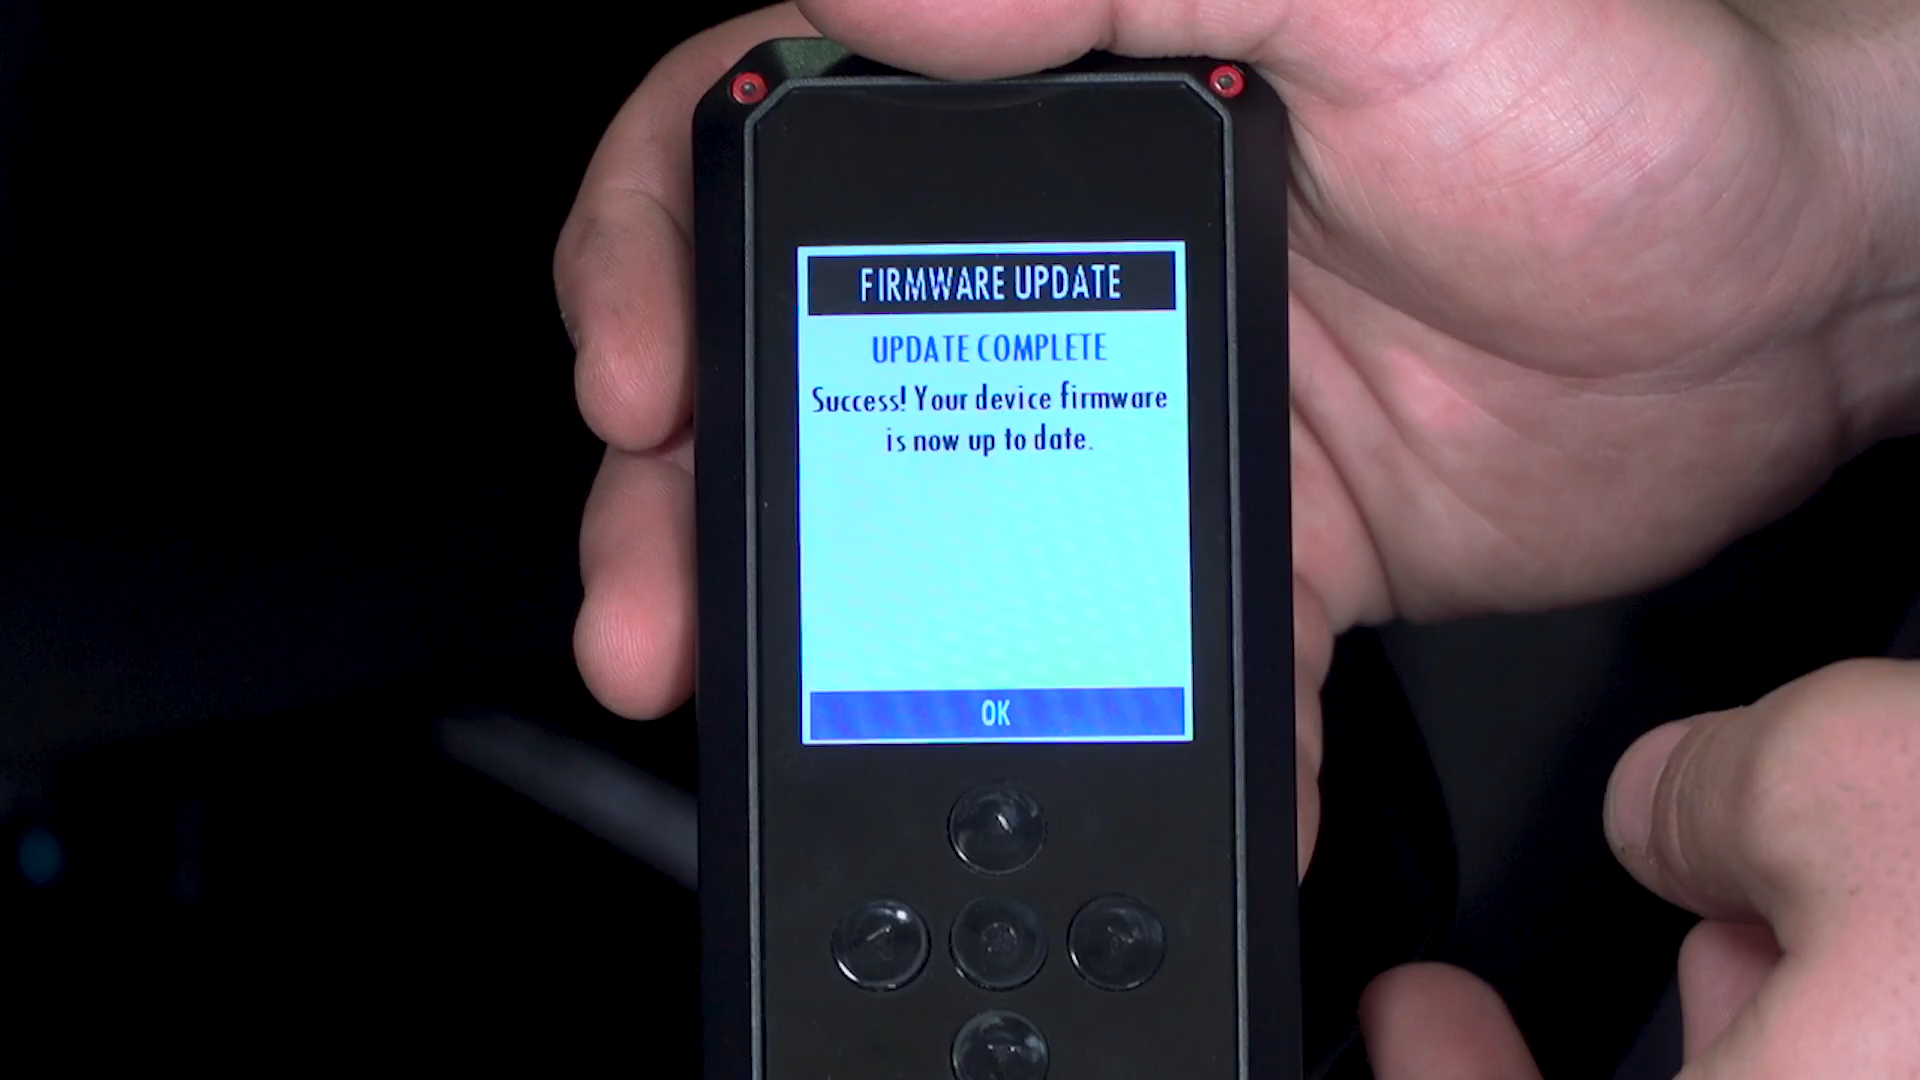 FIRMWARE UPDATE
UPDATE COMPLETE
Success! Your device firmware
is now up to date.
OK